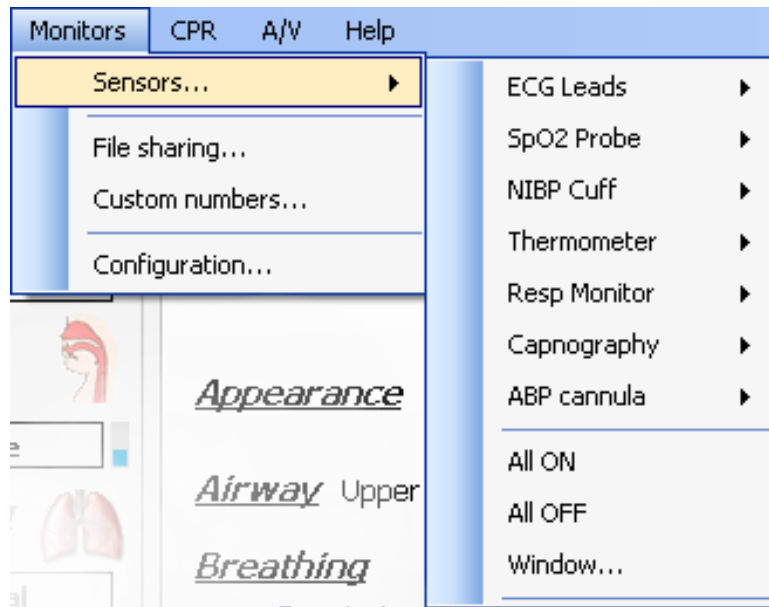 Monitors CPR A/V Help
Sensors...
File sharing...
Custom numbers...
Configuration...
ECG Leads
SpO2 Probe
NIBP Cuff
Thermometer
Resp Monitor
Capnography
ABP cannula
All ON
All OFF
Window...
Appearance
Airway Upper
Breathing